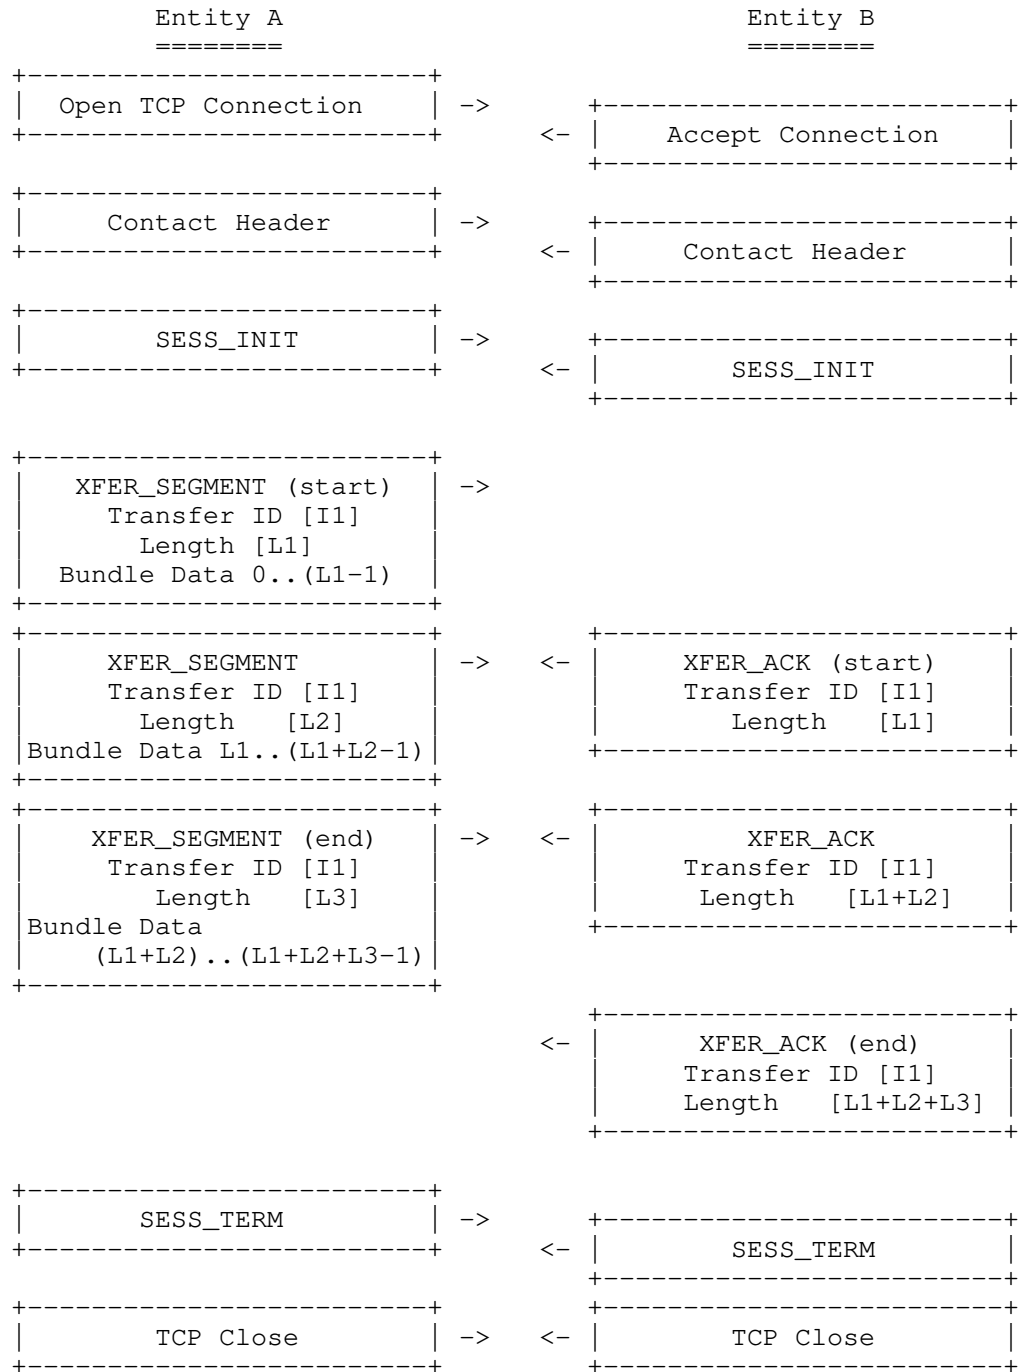 Entity A                             Entity B
========                             ========
+-------------------------+
|  Open TCP Connection    | ->      +-------------------------+
+-------------------------+      <- |    Accept Connection    |
                                    +-------------------------+
+-------------------------+
|     Contact Header      | ->      +-------------------------+
+-------------------------+      <- |     Contact Header      |
                                    +-------------------------+
+-------------------------+
|        SESS_INIT        | ->      +-------------------------+
+-------------------------+      <- |        SESS_INIT        |
                                    +-------------------------+
+-------------------------+
|   XFER_SEGMENT (start)  | ->
|     Transfer ID [I1]    |
|       Length [L1]       |
|  Bundle Data 0..(L1-1)  |
+-------------------------+
+-------------------------+         +-------------------------+
|     XFER_SEGMENT        | ->   <- |     XFER_ACK (start)    |
|     Transfer ID [I1]    |         |     Transfer ID [I1]    |
|       Length   [L2]     |         |        Length   [L1]    |
|Bundle Data L1..(L1+L2-1)|         +-------------------------+
+-------------------------+
+-------------------------+         +-------------------------+
|    XFER_SEGMENT (end)   | ->   <- |         XFER_ACK        |
|     Transfer ID [I1]    |         |     Transfer ID [I1]    |
|        Length   [L3]    |         |      Length   [L1+L2]   |
|Bundle Data              |         +-------------------------+
|    (L1+L2)..(L1+L2+L3-1)|
+-------------------------+
                                    +-------------------------+
                                 <- |      XFER_ACK (end)     |
                                    |     Transfer ID [I1]    |
                                    |     Length   [L1+L2+L3] |
                                    +-------------------------+
+-------------------------+
|       SESS_TERM         | ->      +-------------------------+
+-------------------------+      <- |        SESS_TERM        |
                                    +-------------------------+
+-------------------------+         +-------------------------+
|        TCP Close        | ->   <- |        TCP Close        |
+-------------------------+         +-------------------------+